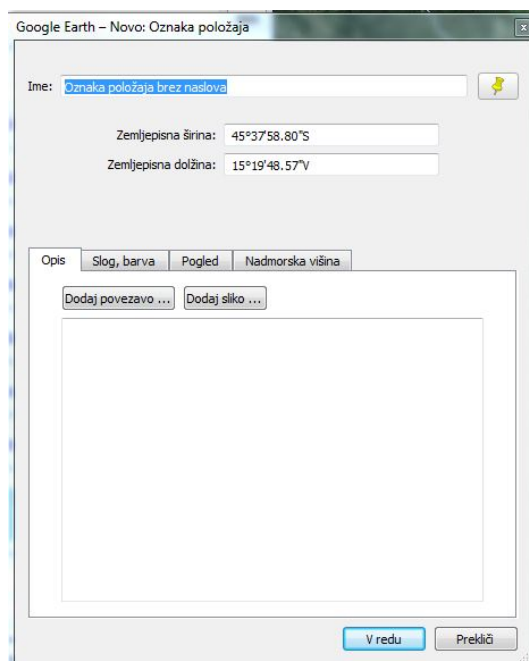 Google Earth – Novo: Oznaka položaja
Ime: Oznaka položaja brez naslova
Zemljepisna širina: 45°37'58.80"S
Zemljepisna dolžina: 15°19'48.57"V
Opis Slog, barva Pogled Nadmorska višina
Dodaj povezavo ... Dodaj sliko ...
V redu Prekliči